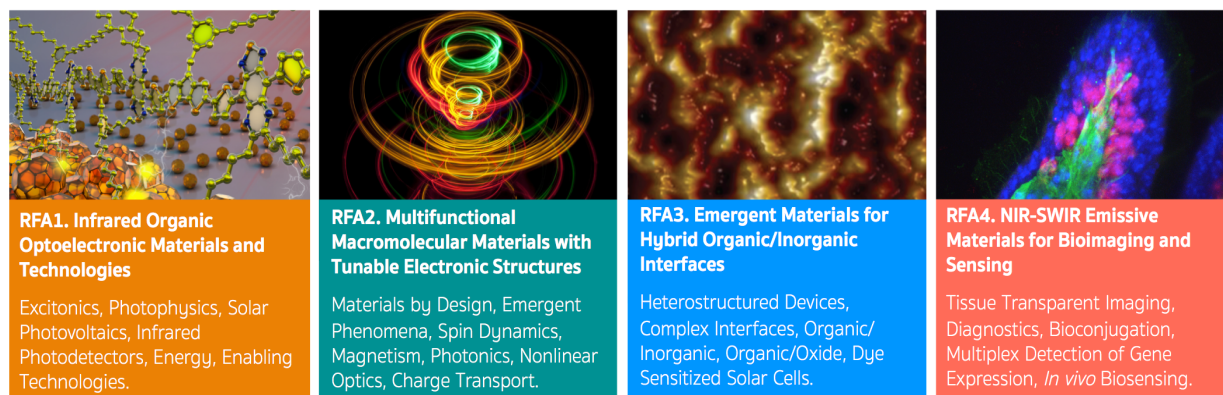 RFA1. Infrared Organic
Optoelectronic Materials and
Technologies
Excitonics, Photophysics, Solar
Photovoltaics, Infrared
Photodetectors, Energy, Enabling
Technologies.
RFA2. Multifunctional
Macromolecular Materials with
Tunable Electronic Structures
Materials by Design, Emergent
Phenomena, Spin Dynamics,
Magnetism, Photonics, Nonlinear
Optics, Charge Transport.
RFA3. Emergent Materials for
Hybrid Organic/Inorganic
Interfaces
Heterostructured Devices,
Complex Interfaces, Organic/
Inorganic, Organic/Oxide, Dye
Sensitized Solar Cells.
RFA4. NIR-SWIR Emissive
Materials for Bioimaging and
Sensing
Tissue Transparent Imaging,
Diagnostics, Bioconjugation,
Multiplex Detection of Gene
Expression, In vivo Biosensing.